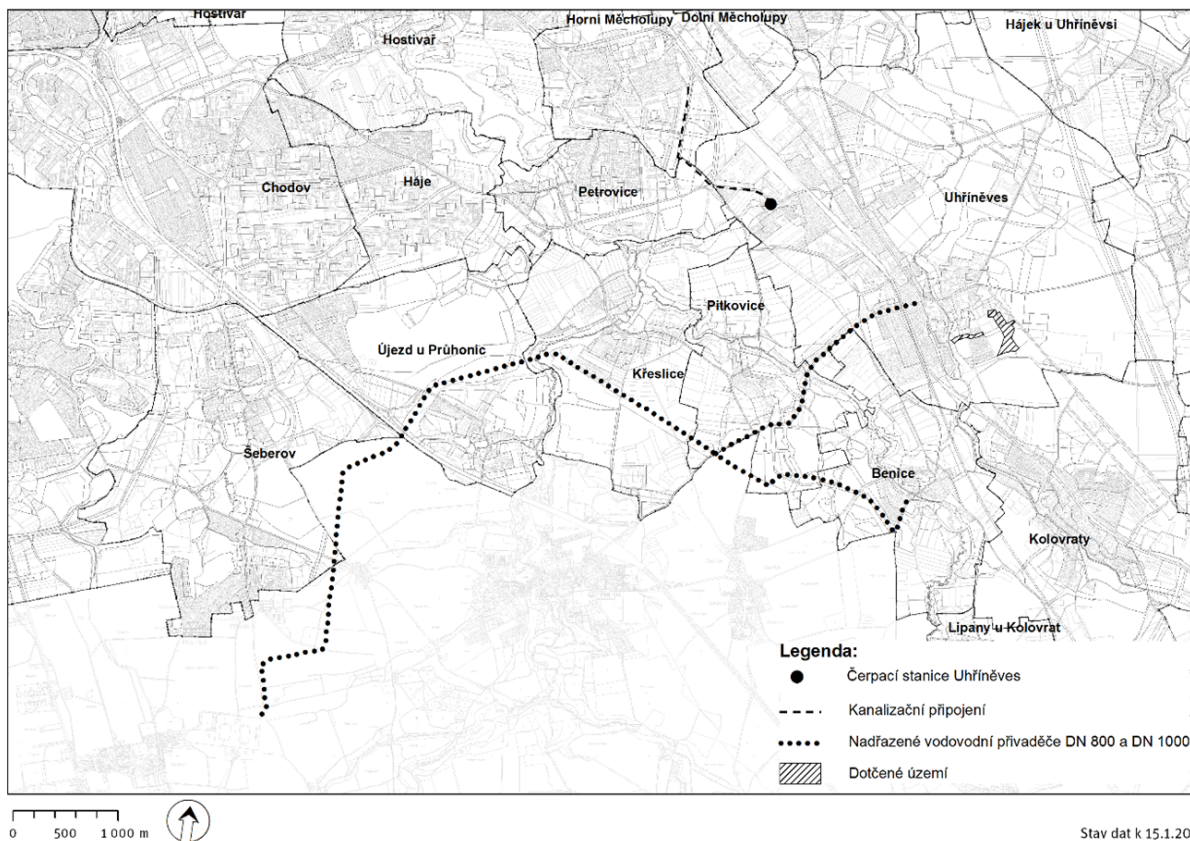 Hostivař
Horní Měcholupy
Dolní Měcholupy
Hájek u Uhříněvsi
Hostivař
Chodov
Háje
Petrovice
Uhříněves
Pitkovice
Újezd u Průhonic
Křeslice
Šeberov
Benice
Kolovraty
Lipany u Kolovrat
Legenda:
Čerpací stanice Uhříněves
Kanalizační připojení
Nadřazené vodovodní přivaděče DN 800 a DN 1000
Dotčené území
0 500 1 000 m
Stav dat k 15.1.20